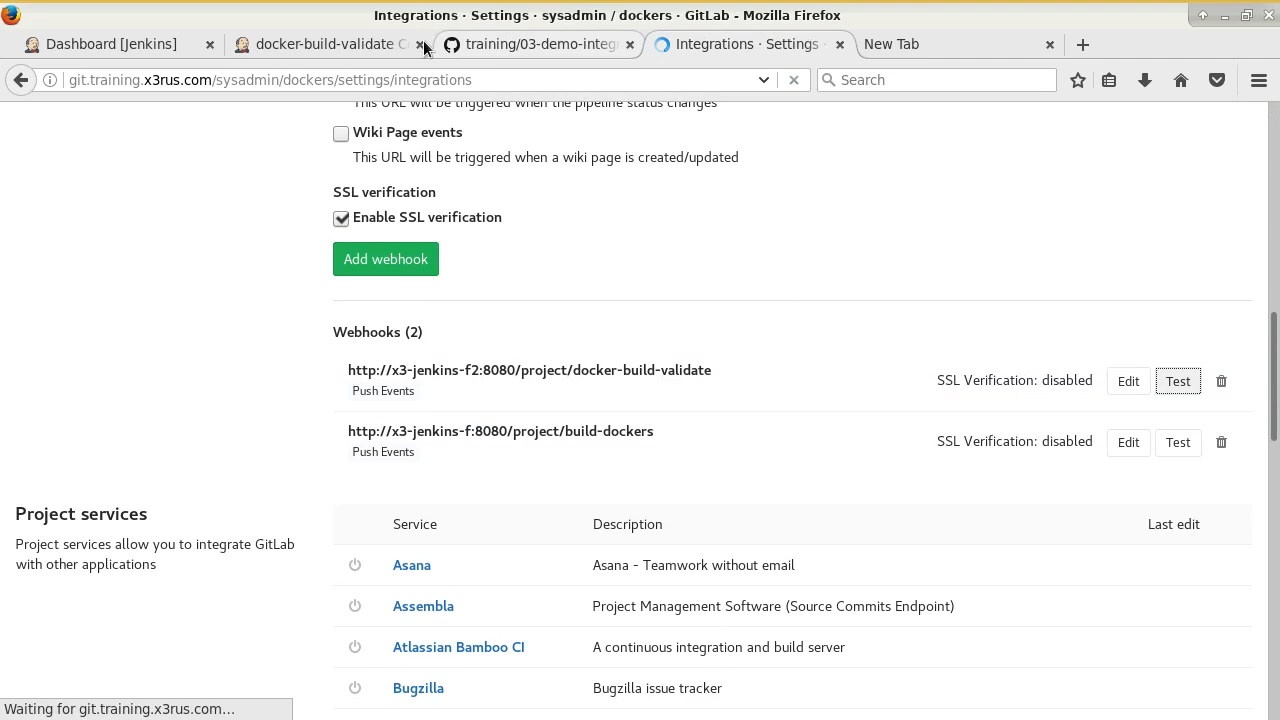 Integrations · Settings · sysadmin / dockers · GitLab - Mozilla Firefox
Dashboard [Jenkins]
docker-build-validate C
training/03-demo-integ
Integrations · Settings
New Tab
git.training.x3rus.com/sysadmin/dockers/settings/integrations
Search
This URL will be triggered when the pipeline status changes
Wiki Page events
This URL will be triggered when a wiki page is created/updated
SSL verification
Enable SSL verification
Add webhook
Webhooks (2)
http://x3-jenkins-f2:8080/project/docker-build-validate
Push Events
SSL Verification: disabled Edit Test
http://x3-jenkins-f:8080/project/build-dockers
Push Events
SSL Verification: disabled Edit Test
Project services
Project services allow you to integrate GitLab
with other applications
Service Description Last edit
Asana Asana - Teamwork without email
Assembla Project Management Software (Source Commits Endpoint)
Atlassian Bamboo CI A continuous integration and build server
Bugzilla Bugzilla issue tracker
Waiting for git.training.x3rus.com…